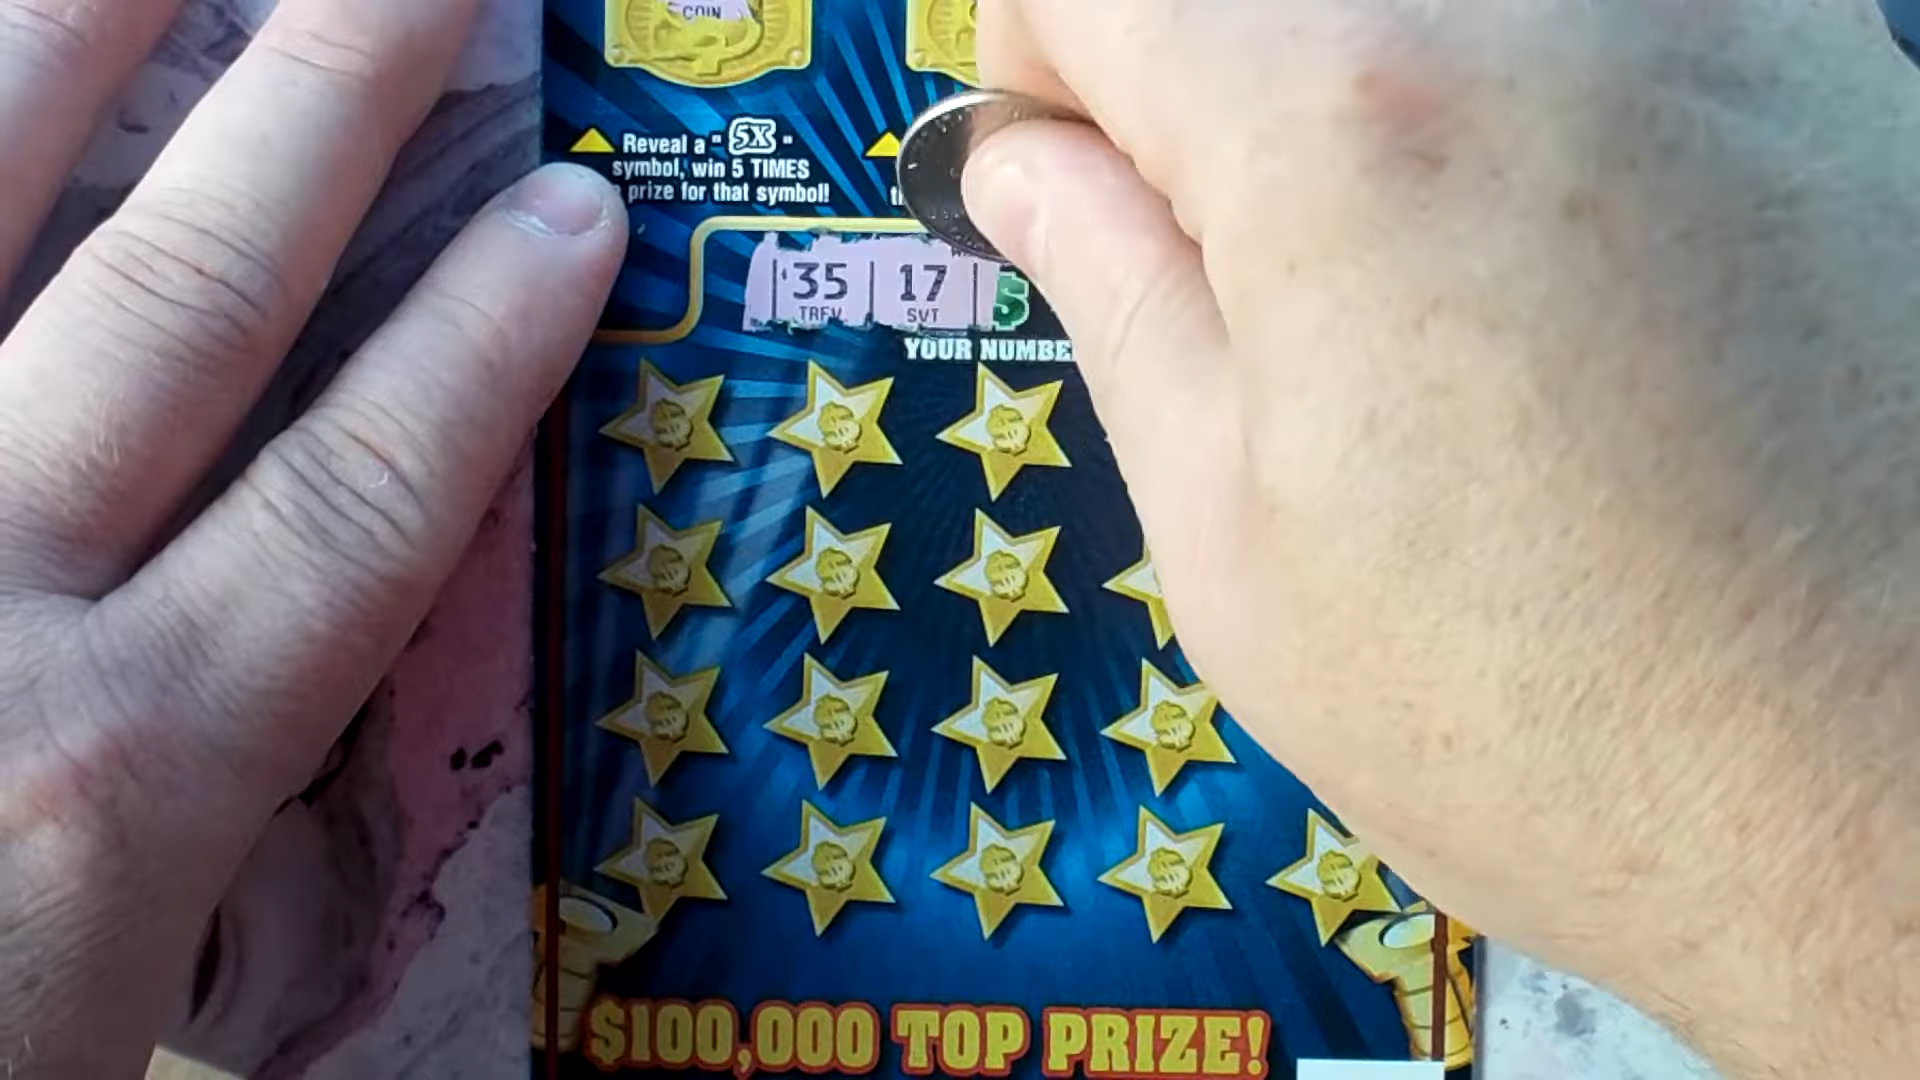 COIN
Reveal a "5X"
symbol, win 5 TIMES
prize for that symbol!
35 17
TRFV SVT
YOUR NUMBE
$100,000 TOP PRIZE!